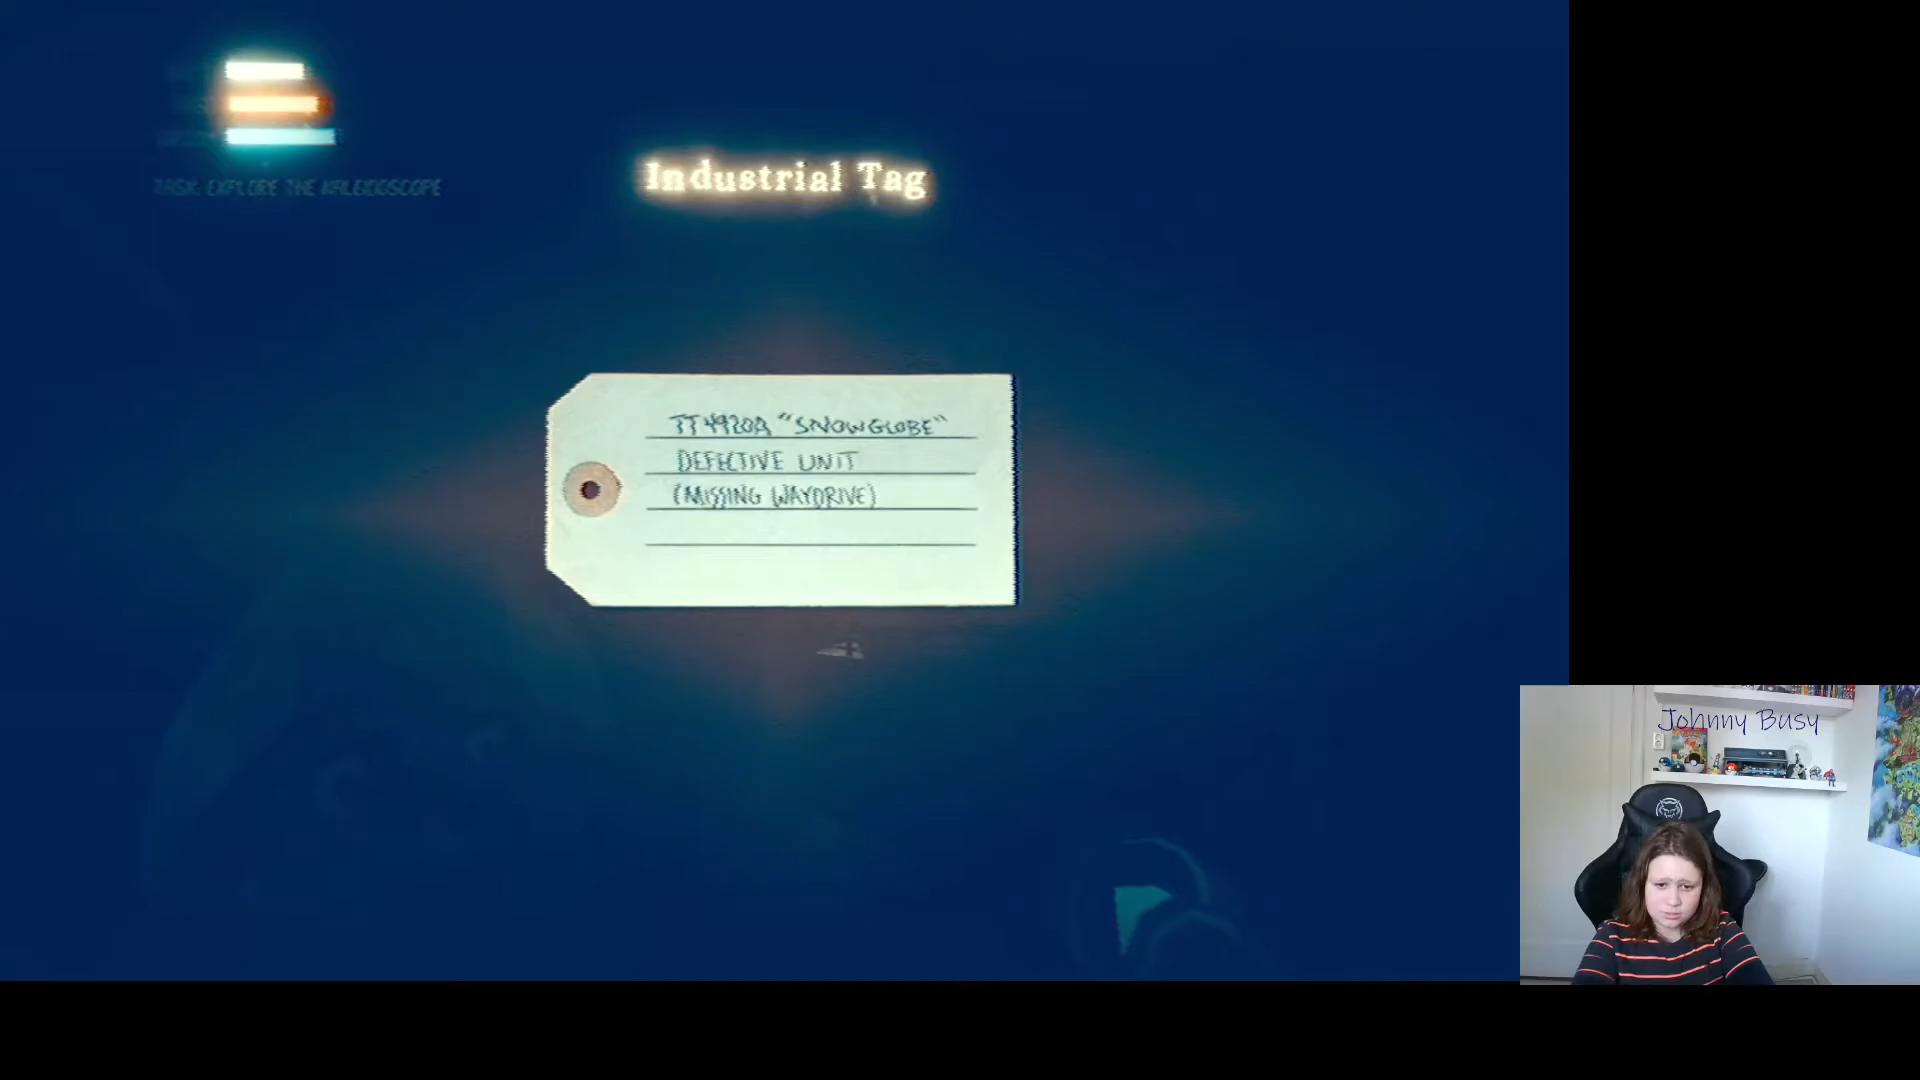 TASK: EXPLORE THE KALEIDOSCOPE
Industrial Tag
TT4920A "SNOWGLOBE"
DEFECTIVE UNIT
(MISSING WAYDRIVE)
Johnny Busy